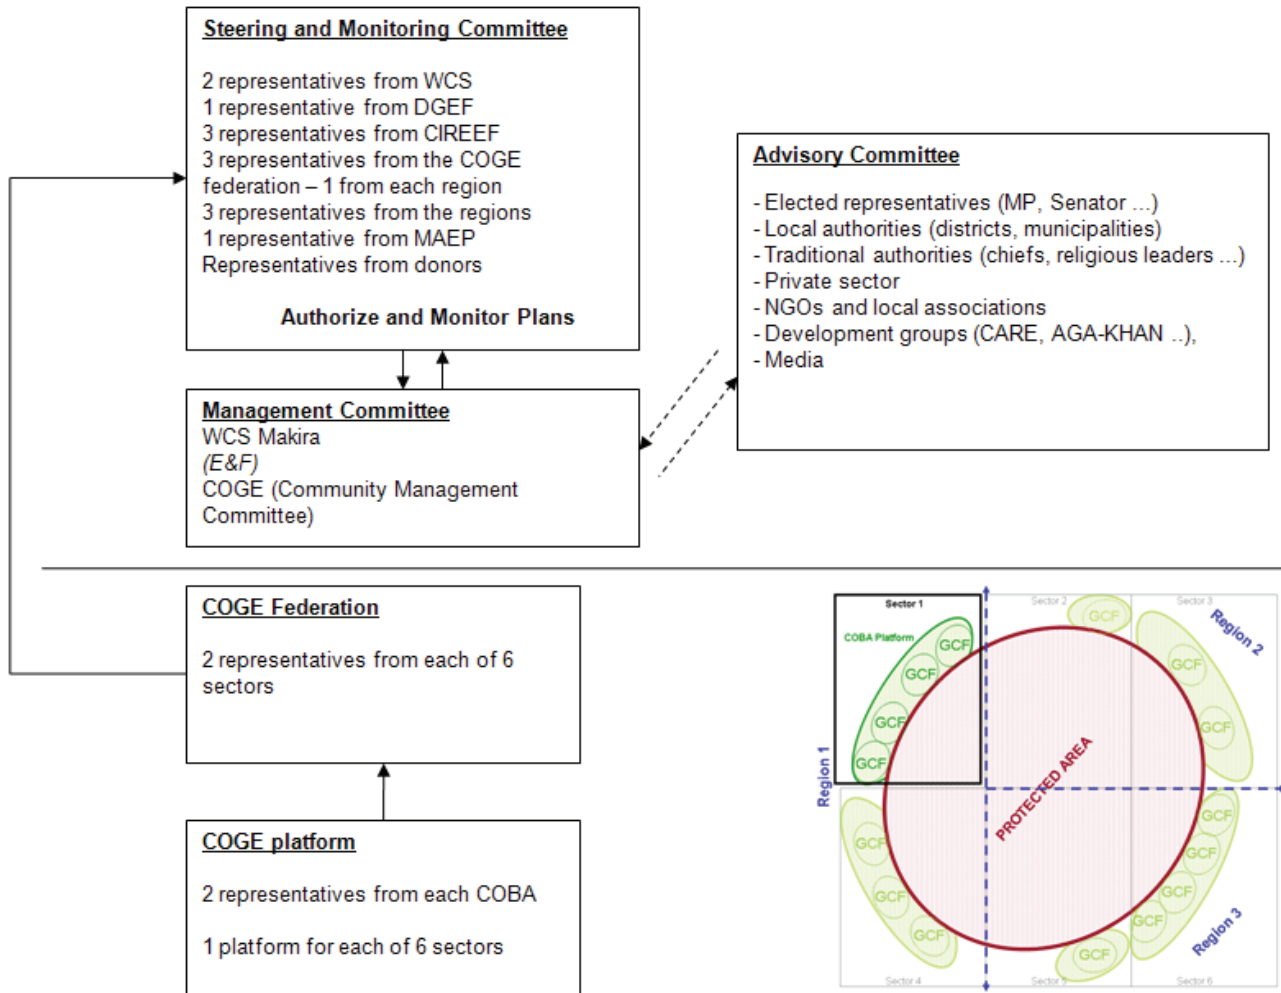 Steering and Monitoring Committee
2 representatives from WCS
1 representative from DGEF
3 representatives from CIREEF
3 representatives from the COGE
federation – 1 from each region
3 representatives from the regions
1 representative from MAEP
Representatives from donors
Authorize and Monitor Plans
Advisory Committee
- Elected representatives (MP, Senator ...)
- Local authorities (districts, municipalities)
- Traditional authorities (chiefs, religious leaders ...)
- Private sector
- NGOs and local associations
- Development groups (CARE, AGA-KHAN ..),
- Media
Management Committee
WCS Makira
(E&F)
COGE (Community Management
Committee)
COGE Federation
2 representatives from each of 6
sectors
COGE platform
2 representatives from each COBA
1 platform for each of 6 sectors
Sector 1
Sector 2
Sector 3
COBA Platform
GCF
GCF
GCF
GCF
GCF
GCF
GCF
Region 1
Region 2
PROTECTED AREA
GCF
GCF
GCF
GCF
GCF
GCF
GCF
GCF
Region 3
Sector 4
Sector 5
Sector 6